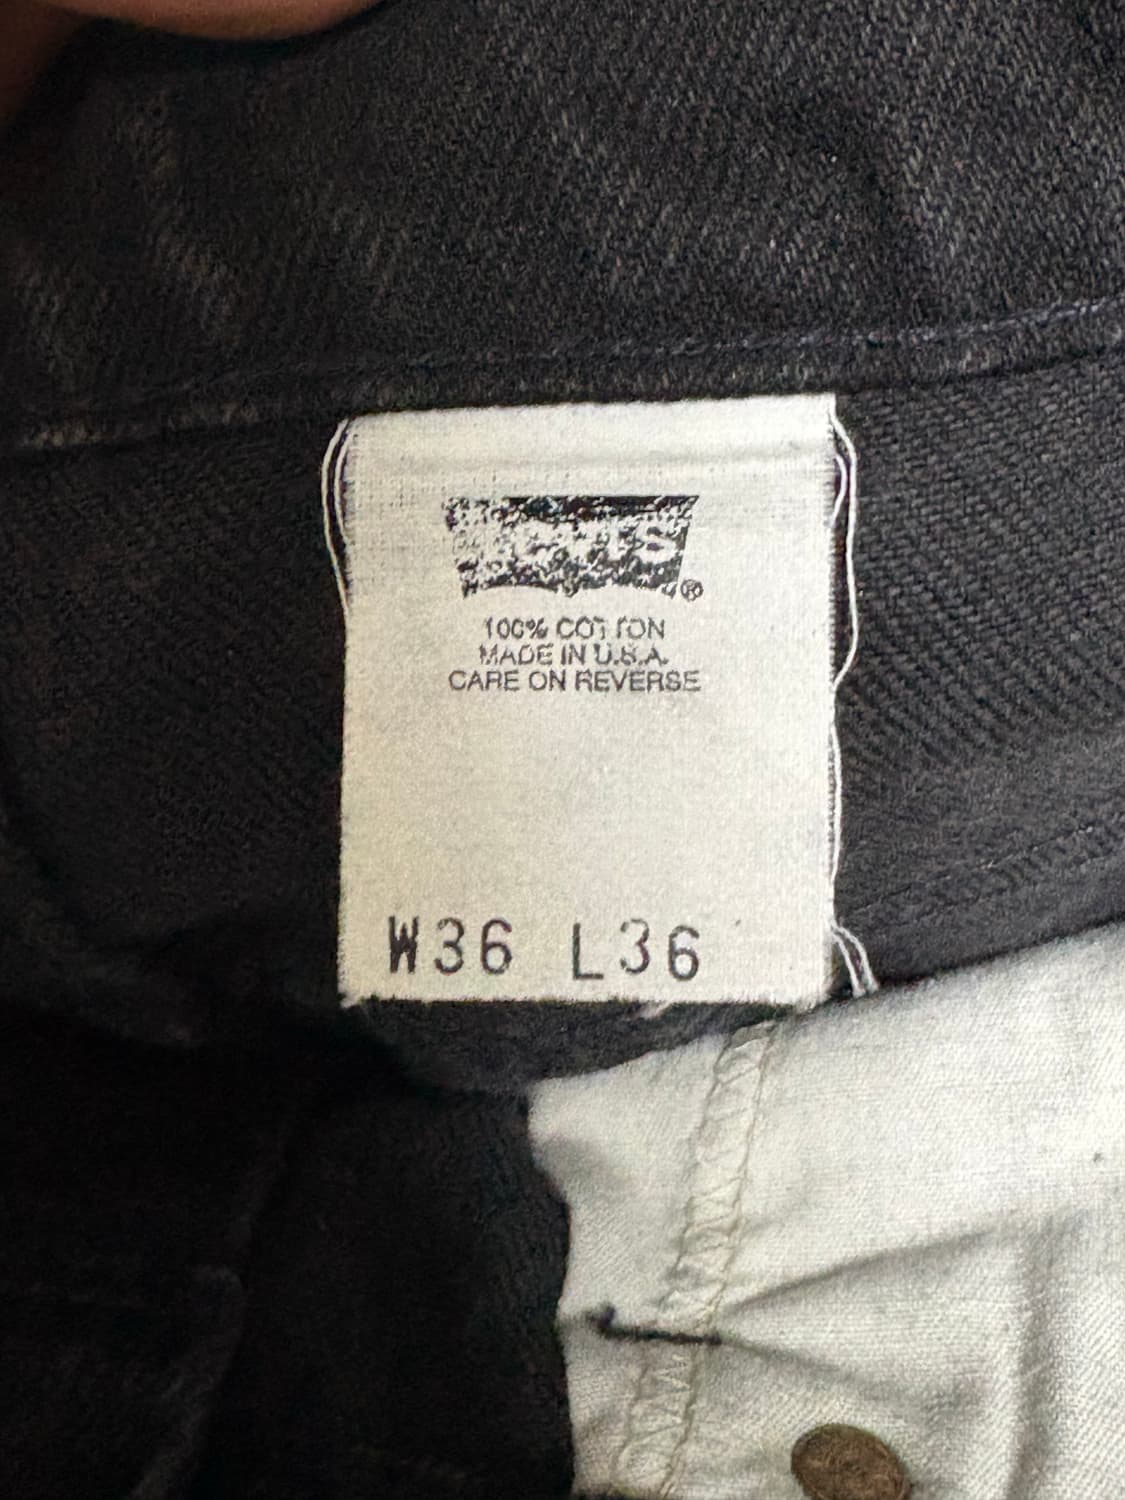 ®
100% COTTON
MADE IN U.S.A.
CARE ON REVERSE
W36 L36